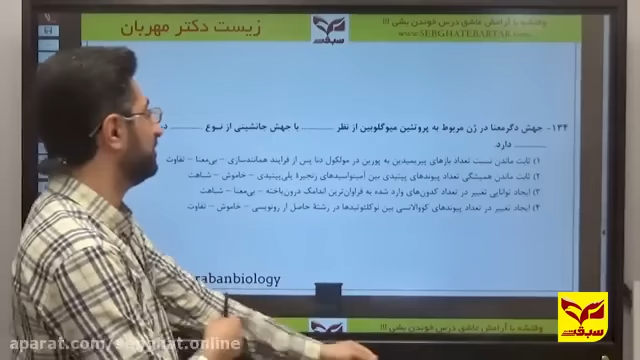 وقتشه با آرامش عاشق درس خوندن بشی !!!
www.SEBGHATEBARTAR.com
سبقت
زیست دکتر مهربان
۱۳۴- جهش دگرمعنا در ژن مربوط به پروتئین میوگلوبین از نظر ............ با جهش جانشینی از نوع ............
............ دارد.
۱) ثابت ماندن نسبت تعداد بازهای پیریمیدین به پورین در مولکول دنا پس از فرایند همانندسازی – بی‌معنا – تفاوت
۲) ثابت ماندن همیشگی تعداد پیوندهای پپتیدی بین آمینواسیدهای زنجیرهٔ پلی‌پپتیدی – خاموش – شباهت
۳) ایجاد توانایی تغییر در تعداد کدون‌های وارد شده به فراوان‌ترین اندامک درون‌یاخته – بی‌معنا – شباهت
۴) ایجاد تغییر در تعداد پیوندهای کووالانسی بین نوکلئوتیدها در رشتهٔ حاصل از رونویسی – خاموش – تفاوت
rabanbiology
وقتشه با آرامش عاشق درس خوندن بشی !!!
سبقت
aparat.com/sebghat.online